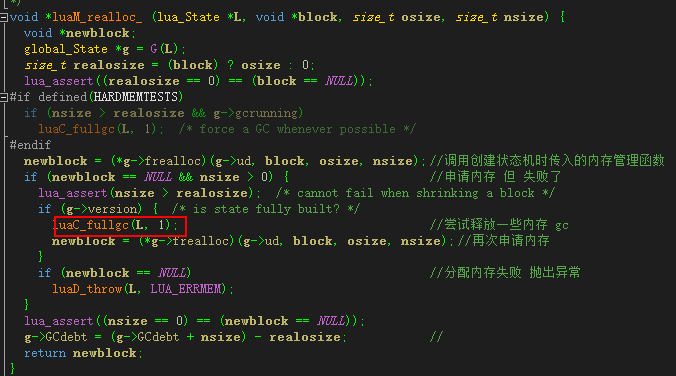 */
void *luaM_realloc_ (lua_State *L, void *block, size_t osize, size_t nsize) {
void *newblock;
global_State *g = G(L);
size_t realosize = (block) ? osize : 0;
lua_assert((realosize == 0) == (block == NULL));
#if defined(HARDMEMTESTS)
if (nsize > realosize && g->gcrunning)
luaC_fullgc(L, 1); /* force a GC whenever possible */
#endif
newblock = (*g->frealloc)(g->ud, block, osize, nsize);//调用创建状态机时传入的内存管理函数
if (newblock == NULL && nsize > 0) { //申请内存 但 失败了
lua_assert(nsize > realosize); /* cannot fail when shrinking a block */
if (g->version) { /* is state fully built? */
luaC_fullgc(L, 1); //尝试释放一些内存 gc
newblock = (*g->frealloc)(g->ud, block, osize, nsize);//再次申请内存
}
if (newblock == NULL) //分配内存失败 抛出异常
luaD_throw(L, LUA_ERRMEM);
}
lua_assert((nsize == 0) == (newblock == NULL));
g->GCdebt = (g->GCdebt + nsize) - realosize; //
return newblock;
}